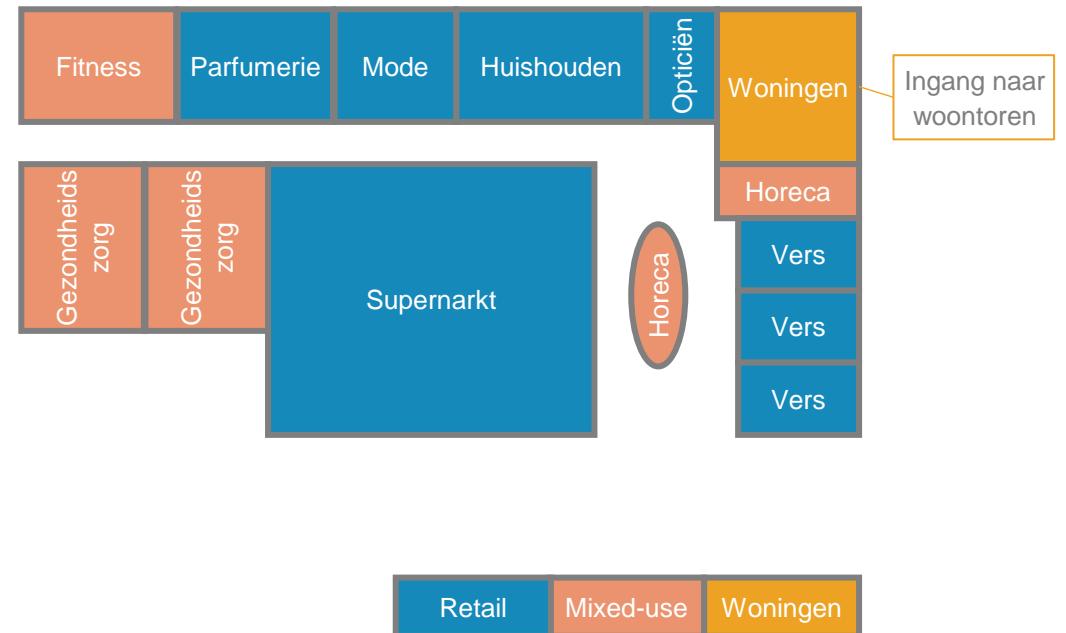 Fitness
Parfumerie
Mode
Huishouden
Opticiën
Woningen
Ingang naar
woontoren
Gezondheids
zorg
Gezondheids
zorg
Supernarkt
Horeca
Horeca
Vers
Vers
Vers
Retail
Mixed-use
Woningen